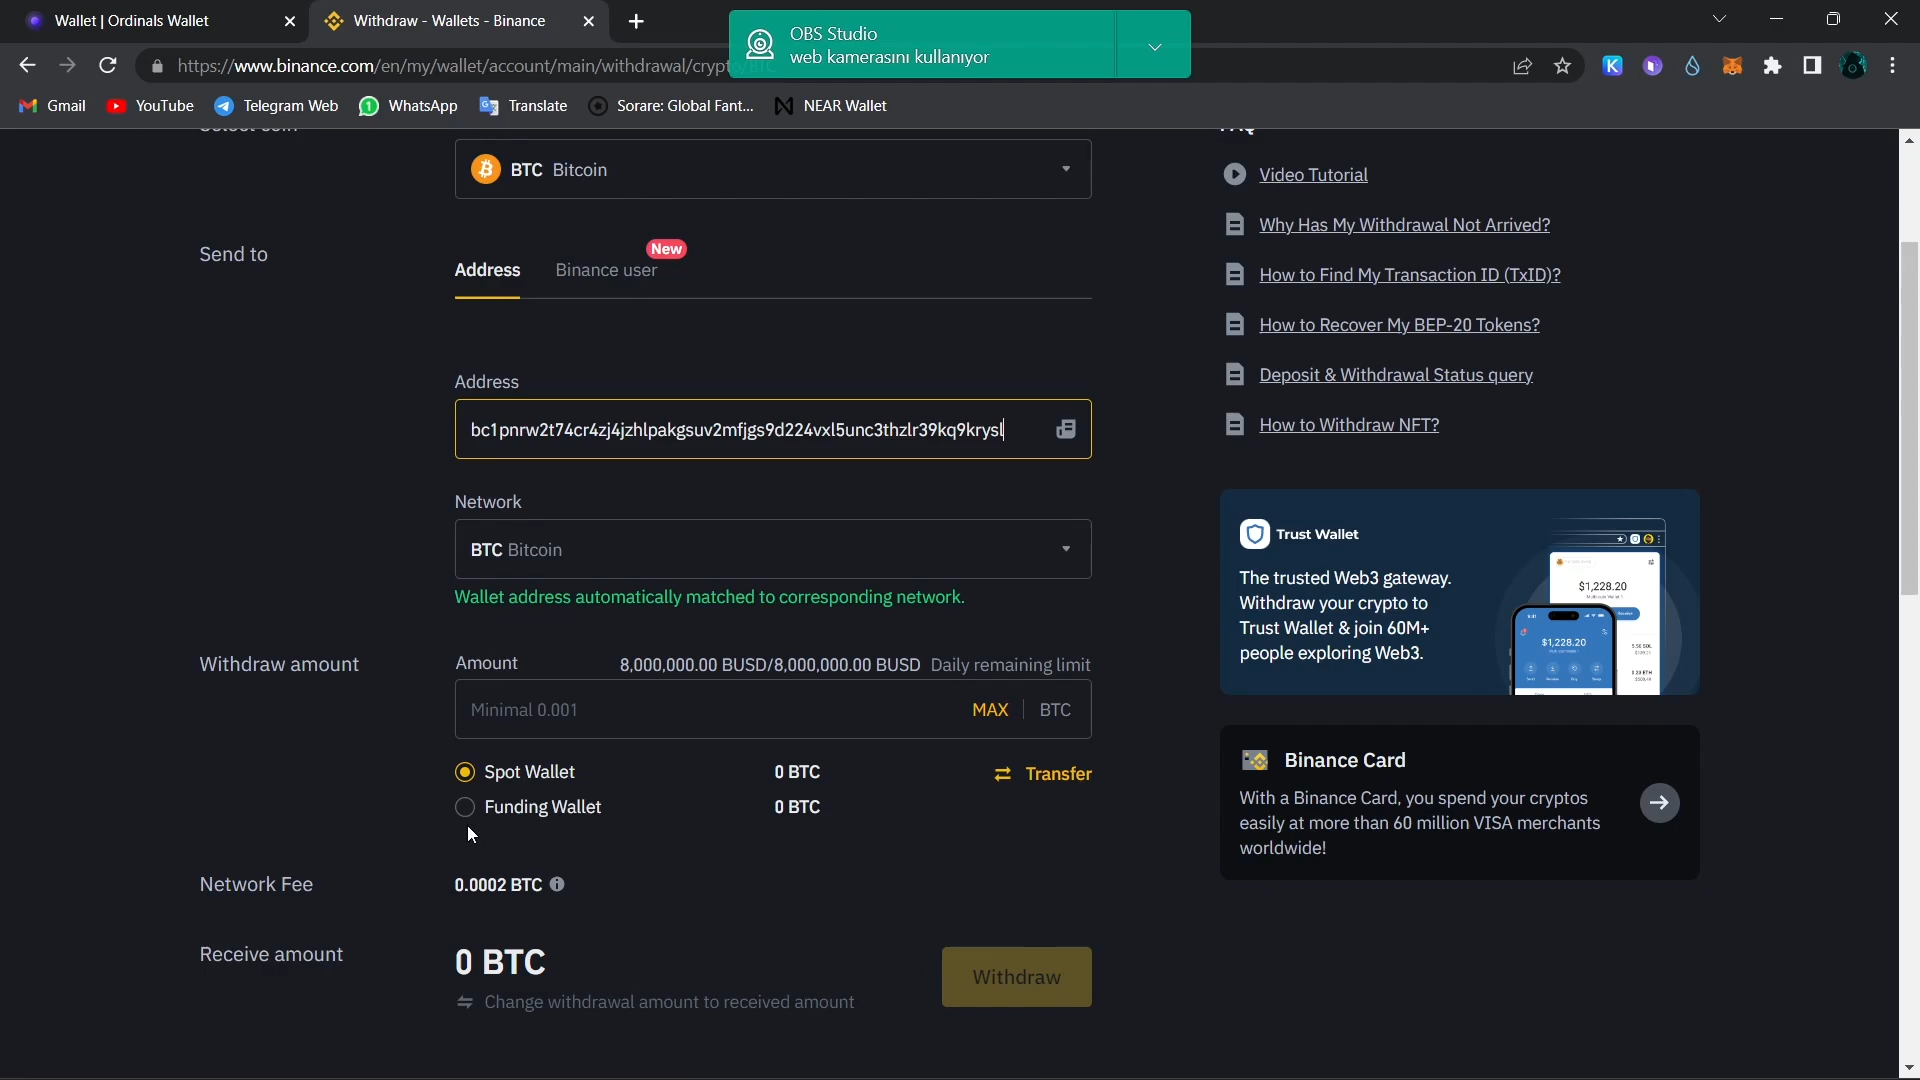 Wallet | Ordinals Wallet
Withdraw - Wallets - Binance
OBS Studio
web kamerasını kullanıyor
https://www.binance.com/en/my/wallet/account/main/withdrawal/crypto/BTC
Gmail
YouTube
Telegram Web
WhatsApp
Translate
Sorare: Global Fant...
NEAR Wallet
Select coin
BTC Bitcoin
Send to
Address
Binance user
New
Address
bc1pnrw2t74cr4zj4jzhlpakgsuv2mfjgs9d224vxl5unc3thzlr39kq9krysl
Network
BTC Bitcoin
Wallet address automatically matched to corresponding network.
Withdraw amount
Amount
8,000,000.00 BUSD/8,000,000.00 BUSD Daily remaining limit
Minimal 0.001
MAX
BTC
Spot Wallet
0 BTC
Transfer
Funding Wallet
0 BTC
Network Fee
0.0002 BTC
Receive amount
0 BTC
Change withdrawal amount to received amount
Withdraw
FAQ
Video Tutorial
Why Has My Withdrawal Not Arrived?
How to Find My Transaction ID (TxID)?
How to Recover My BEP-20 Tokens?
Deposit & Withdrawal Status query
How to Withdraw NFT?
Trust Wallet
The trusted Web3 gateway.
Withdraw your crypto to
Trust Wallet & join 60M+
people exploring Web3.
$1,228.20
$1,228.20
Binance Card
With a Binance Card, you spend your cryptos
easily at more than 60 million VISA merchants
worldwide!